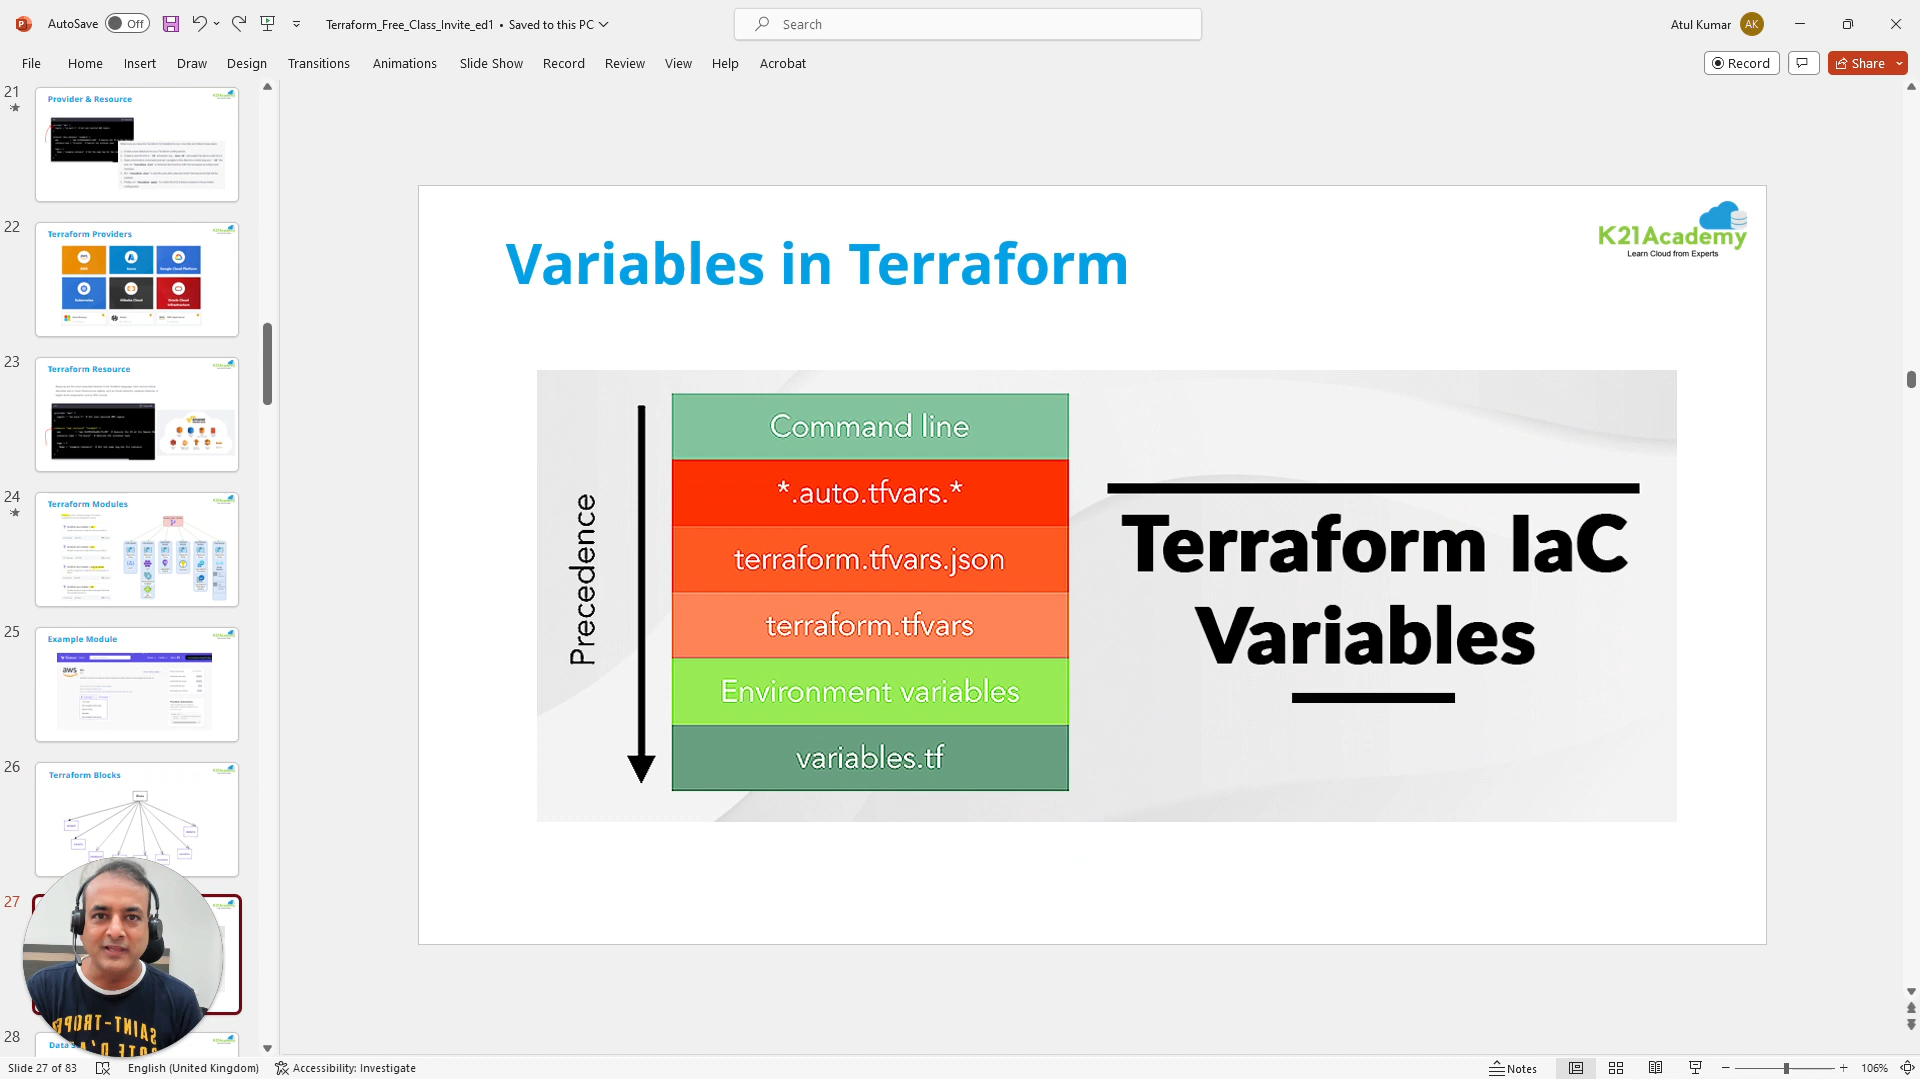 AutoSave Off
Terraform_Free_Class_Invite_ed1 • Saved to this PC
Search
Atul Kumar AK
File Home Insert Draw Design Transitions Animations Slide Show Record Review View Help Acrobat
Record
Share
21
Provider & Resource
22
Terraform Providers
23
Terraform Resource
24
Terraform Modules
25
Example Module
aws
26
Terraform Blocks
27
28
Data S
SAINT-TROPE
Variables in Terraform
K21Academy
Learn Cloud from Experts
Precedence
Command line
*.auto.tfvars.*
terraform.tfvars.json
terraform.tfvars
Environment variables
variables.tf
Terraform IaC
Variables
Slide 27 of 83
English (United Kingdom)
Accessibility: Investigate
Notes
106%